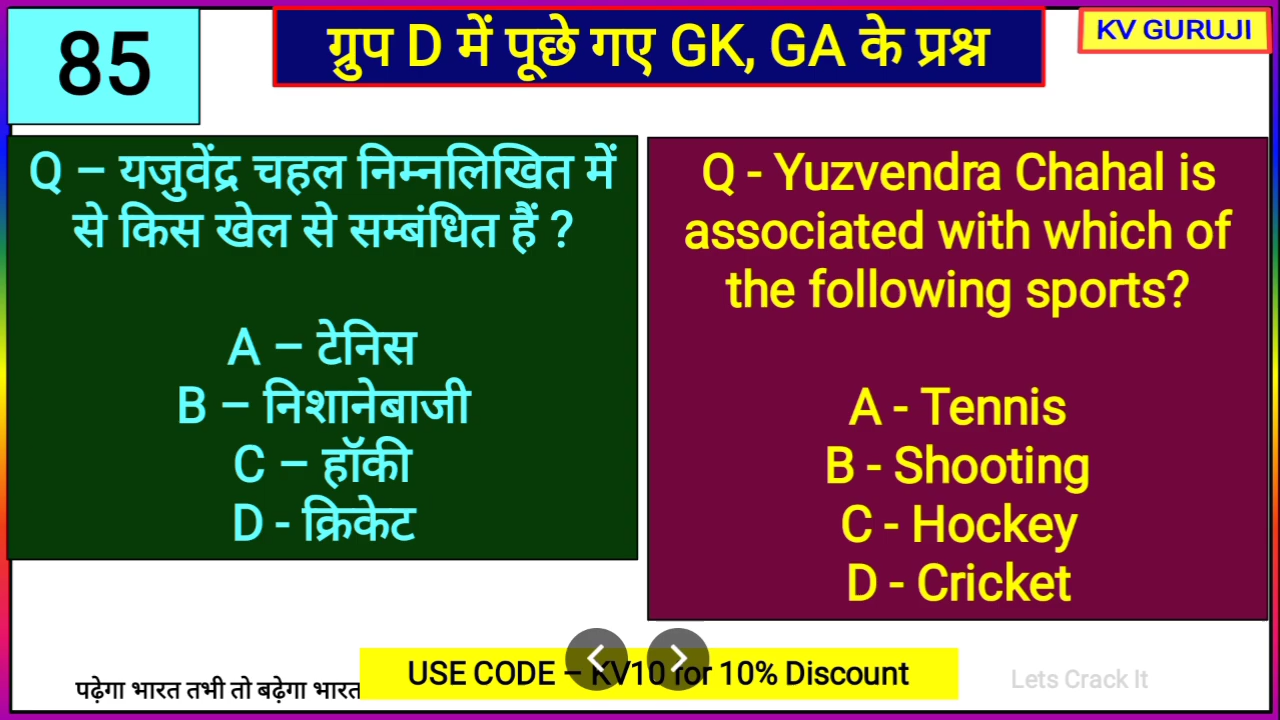 85
ग्रुप D में पूछे गए GK, GA के प्रश्न
KV GURUJI
Q – यजुवेंद्र चहल निम्नलिखित में
से किस खेल से सम्बंधित हैं ?
A – टेनिस
B – निशानेबाजी
C – हॉकी
D - क्रिकेट
Q - Yuzvendra Chahal is
associated with which of
the following sports?
A - Tennis
B - Shooting
C - Hockey
D - Cricket
पढ़ेगा भारत तभी तो बढ़ेगा भारत
USE CODE – KV10 for 10% Discount
Lets Crack It